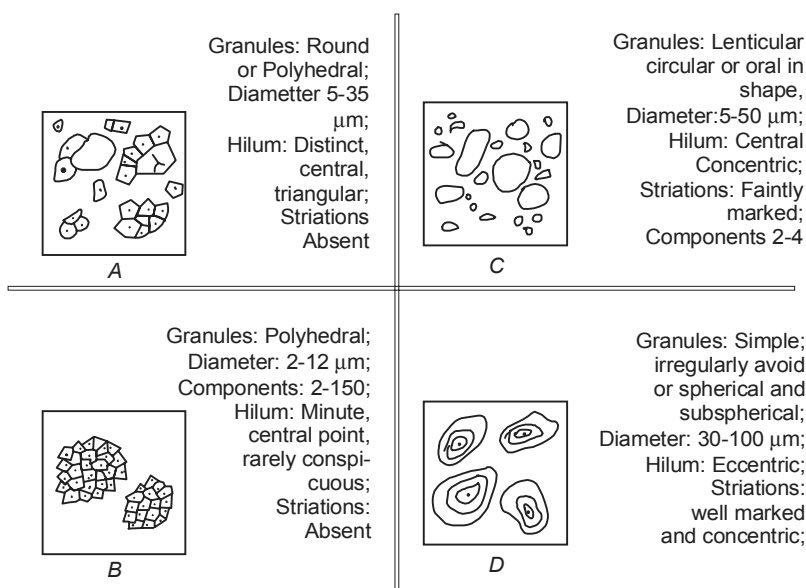 Granules: Round
or Polyhedral;
Diametter 5-35
μm;
Hilum: Distinct,
central,
triangular;
Striations
Absent
A
Granules: Lenticular
circular or oral in
shape,
Diameter:5-50 μm;
Hilum: Central
Concentric;
Striations: Faintly
marked;
Components 2-4
C
Granules: Polyhedral;
Diameter: 2-12 μm;
Components: 2-150;
Hilum: Minute,
central point,
rarely conspi-
cuous;
Striations:
Absent
B
Granules: Simple;
irregularly avoid
or spherical and
subspherical;
Diameter: 30-100 μm;
Hilum: Eccentric;
Striations:
well marked
and concentric;
D